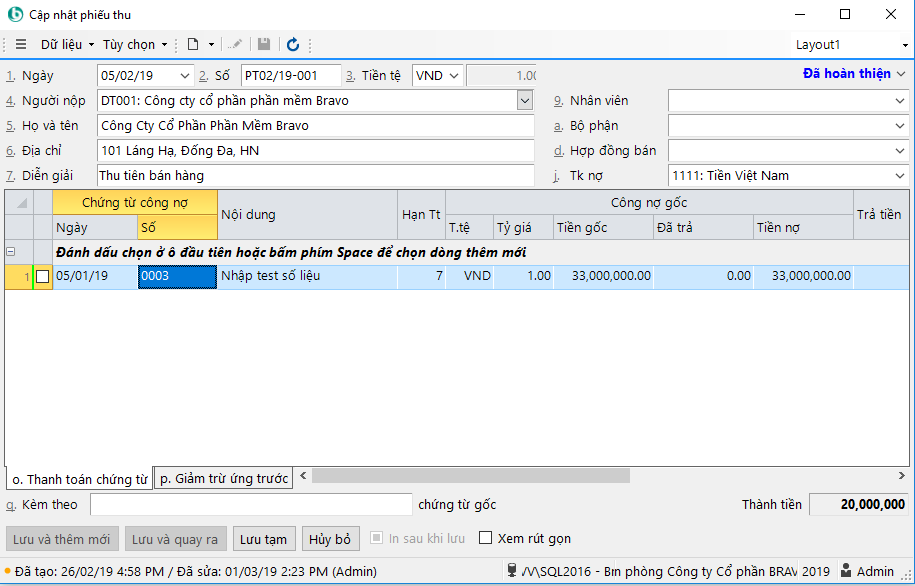 Cập nhật phiếu thu
Dữ liệu Tùy chọn Layout1
1. Ngày 05/02/19 2. Số PT02/19-001 3. Tiền tệ VND 1.00 Đã hoàn thiện
4. Người nộp DT001: Công cty cổ phần phần mềm Bravo 9. Nhân viên
5. Họ và tên Công Cty Cổ Phần Phần Mềm Bravo a. Bộ phận
6. Địa chỉ 101 Láng Hạ, Đống Đa, HN d. Hợp đồng bán
7. Diễn giải Thu tiên bán hàng j. Tk nợ 1111: Tiền Việt Nam
Chứng từ công nợ Nội dung Hạn Tt Công nợ gốc Trả tiền
Ngày Số T.tệ Tỷ giá Tiền gốc Đã trả Tiền nợ
Đánh dấu chọn ở ô đầu tiên hoặc bấm phím Space để chọn dòng thêm mới
1 05/01/19 0003 Nhập test số liệu 7 VND 1.00 33,000,000.00 0.00 33,000,000.00
o. Thanh toán chứng từ p. Giảm trừ ứng trước
q. Kèm theo chứng từ gốc Thành tiền 20,000,000
Lưu và thêm mới Lưu và quay ra Lưu tạm Hủy bỏ In sau khi lưu Xem rút gọn
Đã tạo: 26/02/19 4:58 PM / Đã sửa: 01/03/19 2:23 PM (Admin) SQL2016 - phòng Công ty Cổ phần 2019 Admin